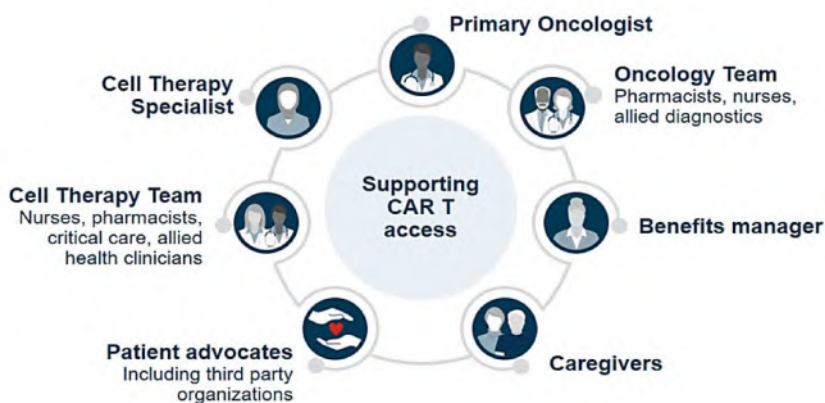 Primary Oncologist
Oncology Team
Pharmacists, nurses,
allied diagnostics
Benefits manager
Caregivers
Patient advocates
Including third party
organizations
Cell Therapy Team
Nurses, pharmacists,
critical care, allied
health clinicians
Cell Therapy
Specialist
Supporting
CAR T
access